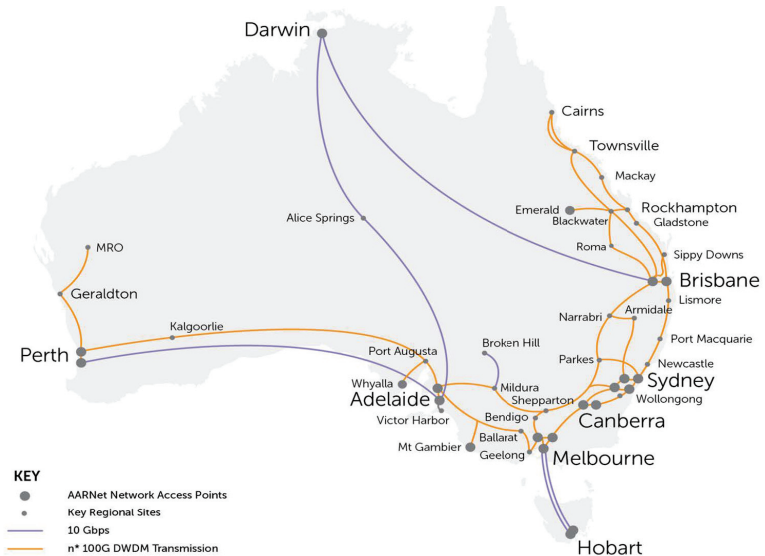 Darwin
Cairns
Townsville
Mackay
Emerald
Rockhampton
Blackwater
Gladstone
Alice Springs
Roma
MRO
Sippy Downs
Brisbane
Geraldton
Lismore
Narrabri
Armidale
Kalgoorlie
Port Macquarie
Broken Hill
Perth
Port Augusta
Parkes
Newcastle
Whyalla
Mildura
Sydney
Adelaide
Shepparton
Wollongong
Victor Harbor
Bendigo
Canberra
Ballarat
Mt Gambier
Geelong
Melbourne
KEY
AARNet Network Access Points
Key Regional Sites
10 Gbps
n* 100G DWDM Transmission
Hobart